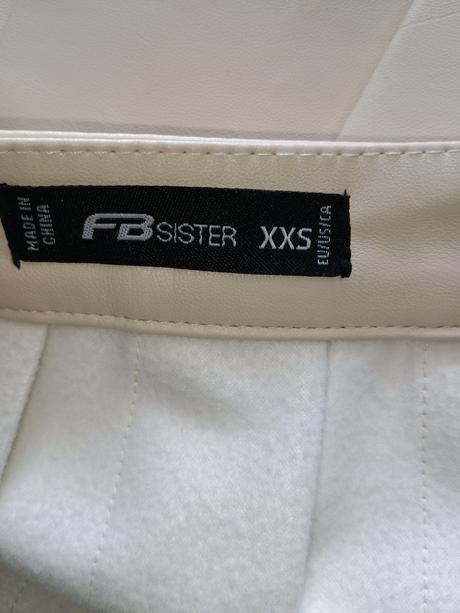 MADE IN
CHINA
FB SISTER XXS
EU/US/CA